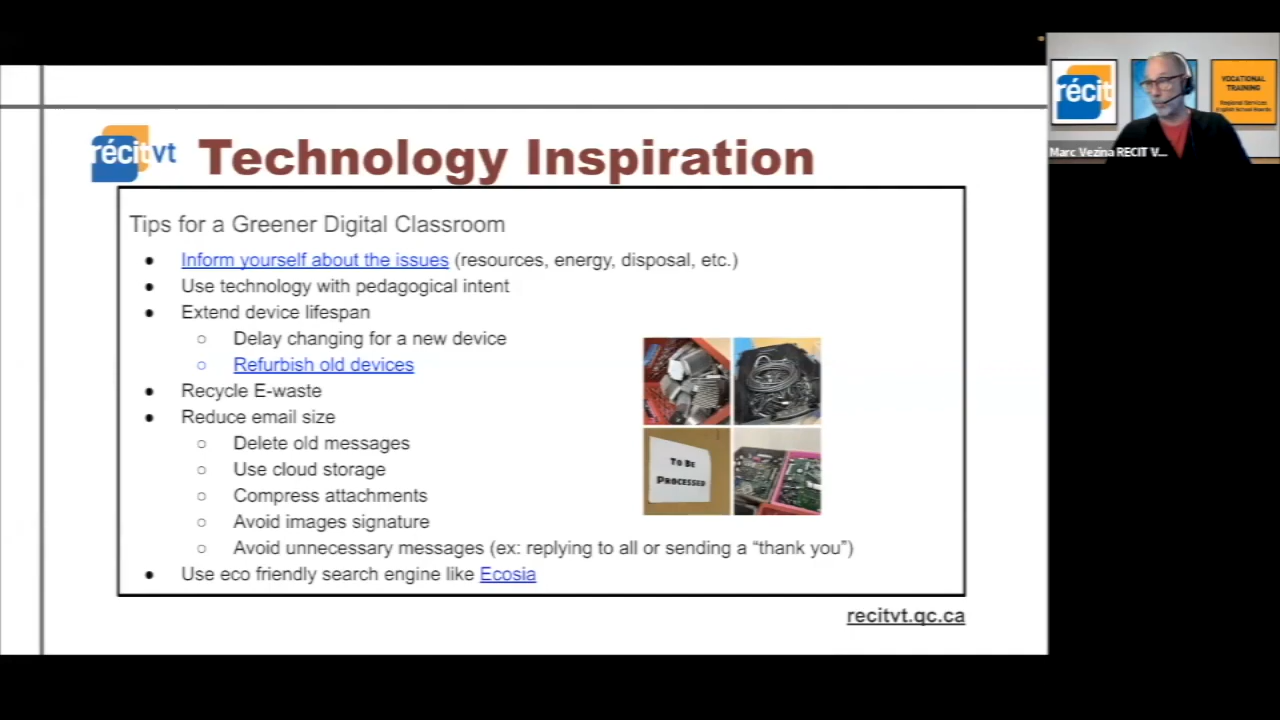 récitvt
Technology Inspiration
Tips for a Greener Digital Classroom
● Inform yourself about the issues (resources, energy, disposal, etc.)
● Use technology with pedagogical intent
● Extend device lifespan
○ Delay changing for a new device
○ Refurbish old devices
● Recycle E-waste
● Reduce email size
○ Delete old messages
○ Use cloud storage
○ Compress attachments
○ Avoid images signature
○ Avoid unnecessary messages (ex: replying to all or sending a “thank you”)
● Use eco friendly search engine like Ecosia
TO BE
PROCESSED
recitvt.qc.ca
récit
VOCATIONAL
TRAINING
Regional Services
English School Boards
Marc Vezina RECIT V...